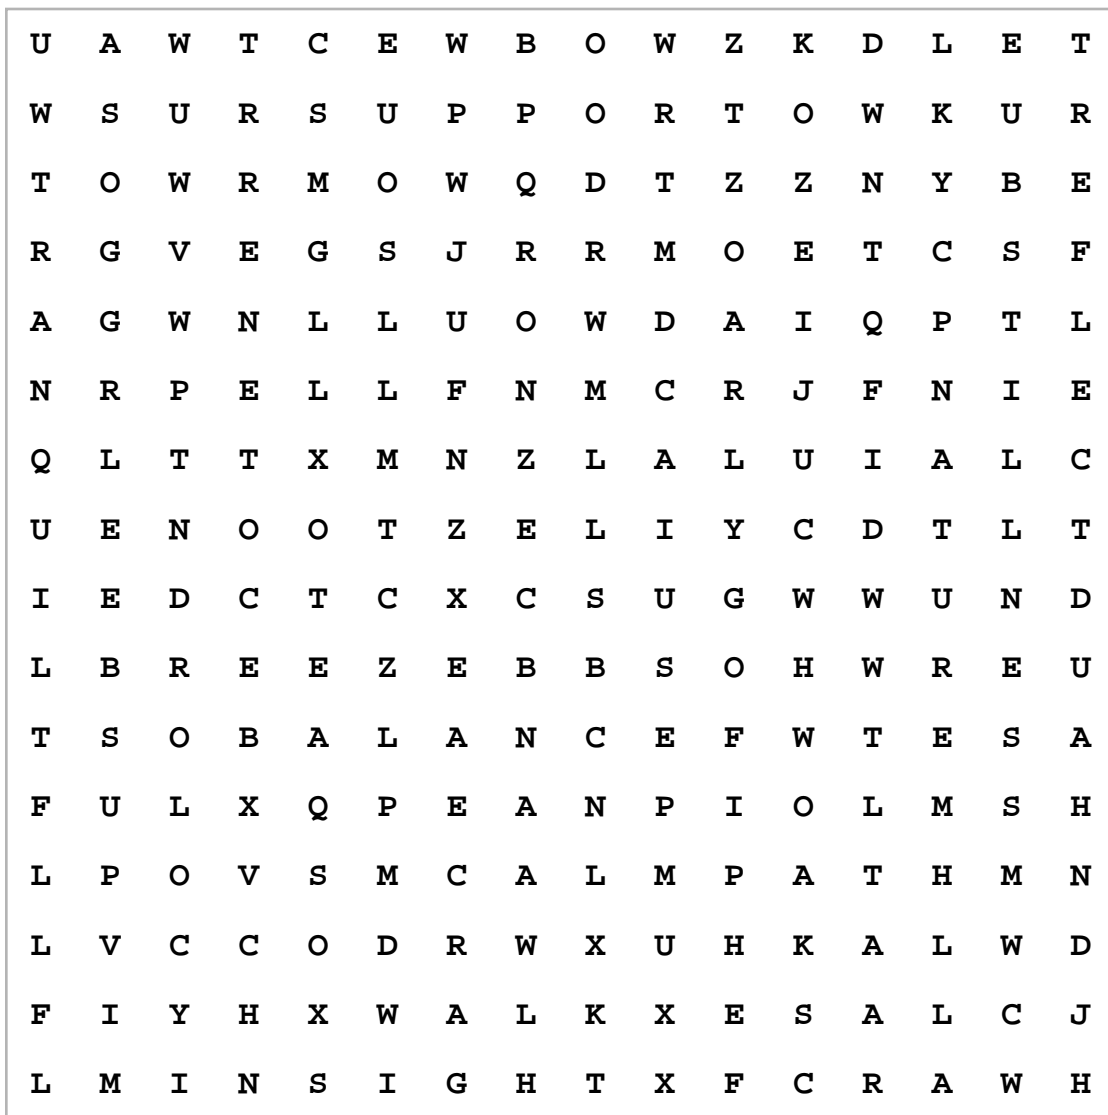 U A W T C E W B O W Z K D L E T
W S U R S U P P O R T O W K U R
T O W R M O W Q D T Z Z N Y B E
R G V E G S J R R M O E T C S F
A G W N L L U O W D A I Q P T L
N R P E L L F N M C R J F N I E
Q L T T X M N Z L A L U I A L C
U E N O O T Z E L I Y C D T L T
I E D C T C X C S U G W W U N D
L B R E E Z E B B S O H W R E U
T S O B A L A N C E F W T E S A
F U L X Q P E A N P I O L M S H
L P O V S M C A L M P A T H M N
L V C C O D R W X U H K A L W D
F I Y H X W A L K X E S A L C J
L M I N S I G H T X F C R A W H